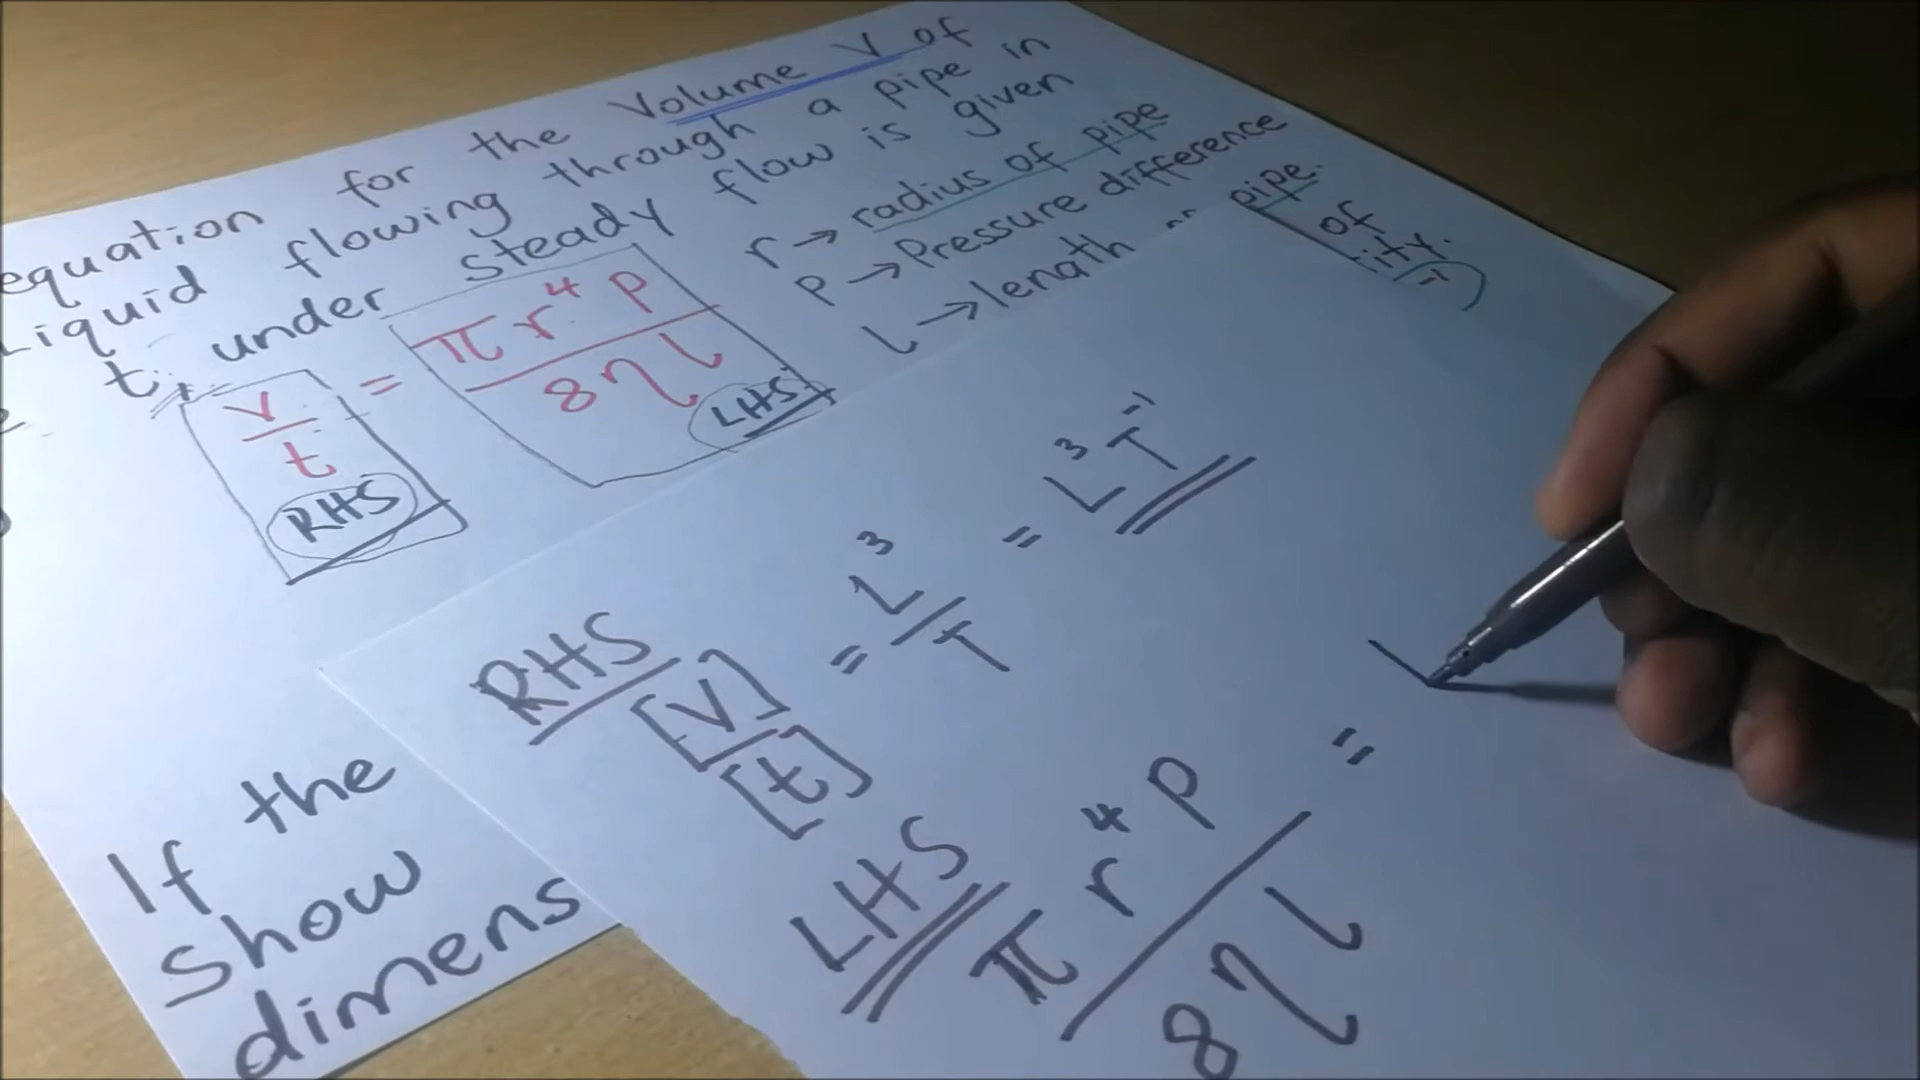 equation for the Volume V of
Liquid flowing through a pipe in
t, under steady flow is given
V/t = πr⁴p/8ηl
RHS
LHS
r → radius of pipe
P → Pressure difference
l → length pipe.
of
-1
RHS
[V]/[t] = L³/T = L³T⁻¹
LHS
πr⁴p/8ηl =
If the
show
dimens